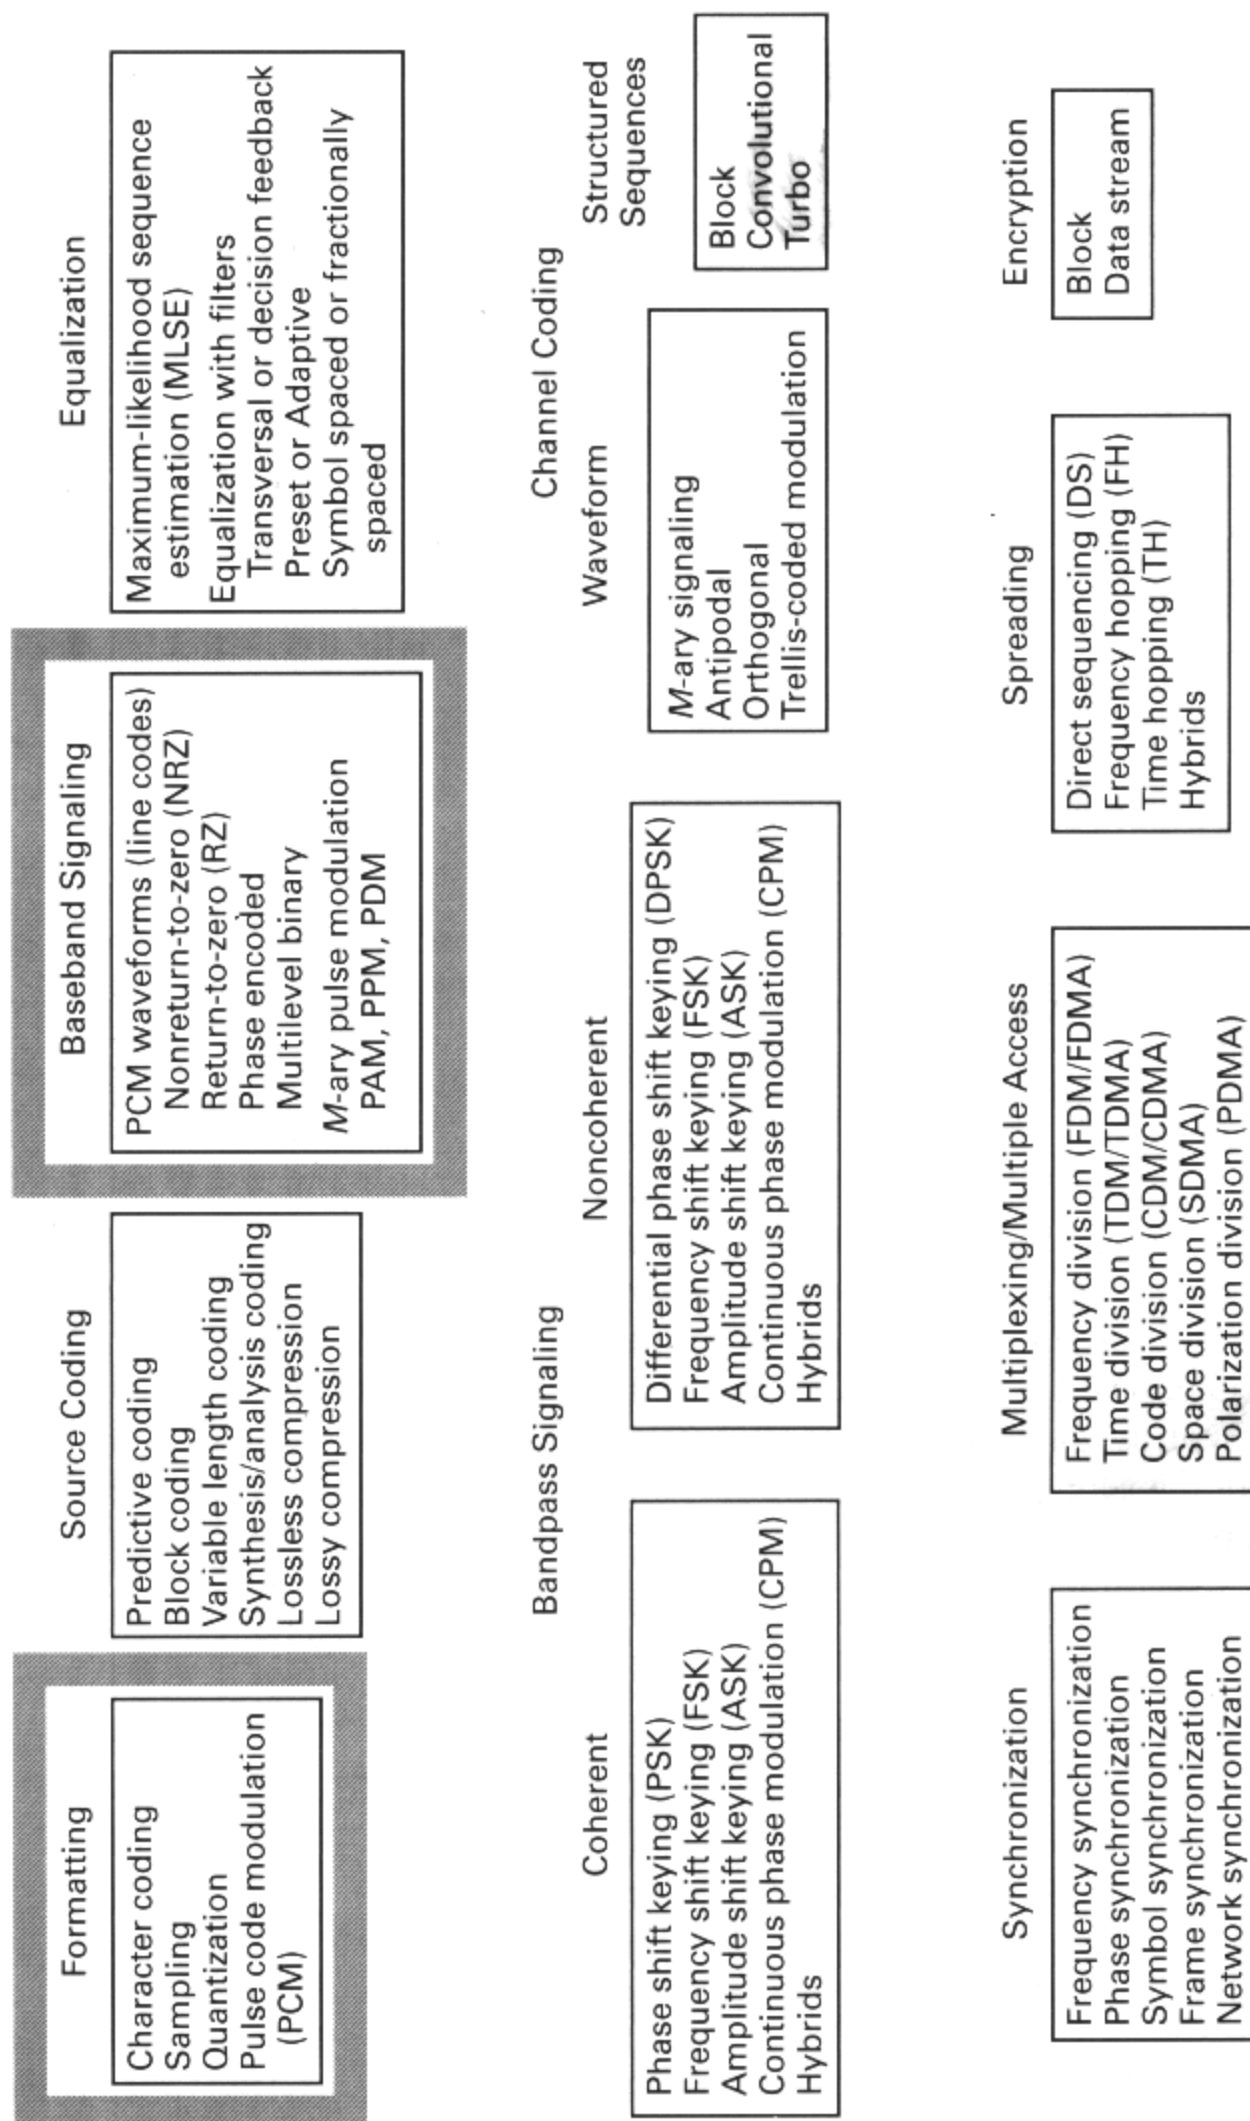 Formatting
Character coding
Sampling
Quantization
Pulse code modulation
(PCM)
Source Coding
Predictive coding
Block coding
Variable length coding
Synthesis/analysis coding
Lossless compression
Lossy compression
Baseband Signaling
PCM waveforms (line codes)
Nonreturn-to-zero (NRZ)
Return-to-zero (RZ)
Phase encoded
Multilevel binary
M-ary pulse modulation
PAM, PPM, PDM
Equalization
Maximum-likelihood sequence
estimation (MLSE)
Equalization with filters
Transversal or decision feedback
Preset or Adaptive
Symbol spaced or fractionally
spaced
Bandpass Signaling
Coherent
Phase shift keying (PSK)
Frequency shift keying (FSK)
Amplitude shift keying (ASK)
Continuous phase modulation (CPM)
Hybrids
Noncoherent
Differential phase shift keying (DPSK)
Frequency shift keying (FSK)
Amplitude shift keying (ASK)
Continuous phase modulation (CPM)
Hybrids
Channel Coding
Waveform
M-ary signaling
Antipodal
Orthogonal
Trellis-coded modulation
Structured
Sequences
Block
Convolutional
Turbo
Synchronization
Frequency synchronization
Phase synchronization
Symbol synchronization
Frame synchronization
Network synchronization
Multiplexing/Multiple Access
Frequency division (FDM/FDMA)
Time division (TDM/TDMA)
Code division (CDM/CDMA)
Space division (SDMA)
Polarization division (PDMA)
Spreading
Direct sequencing (DS)
Frequency hopping (FH)
Time hopping (TH)
Hybrids
Encryption
Block
Data stream